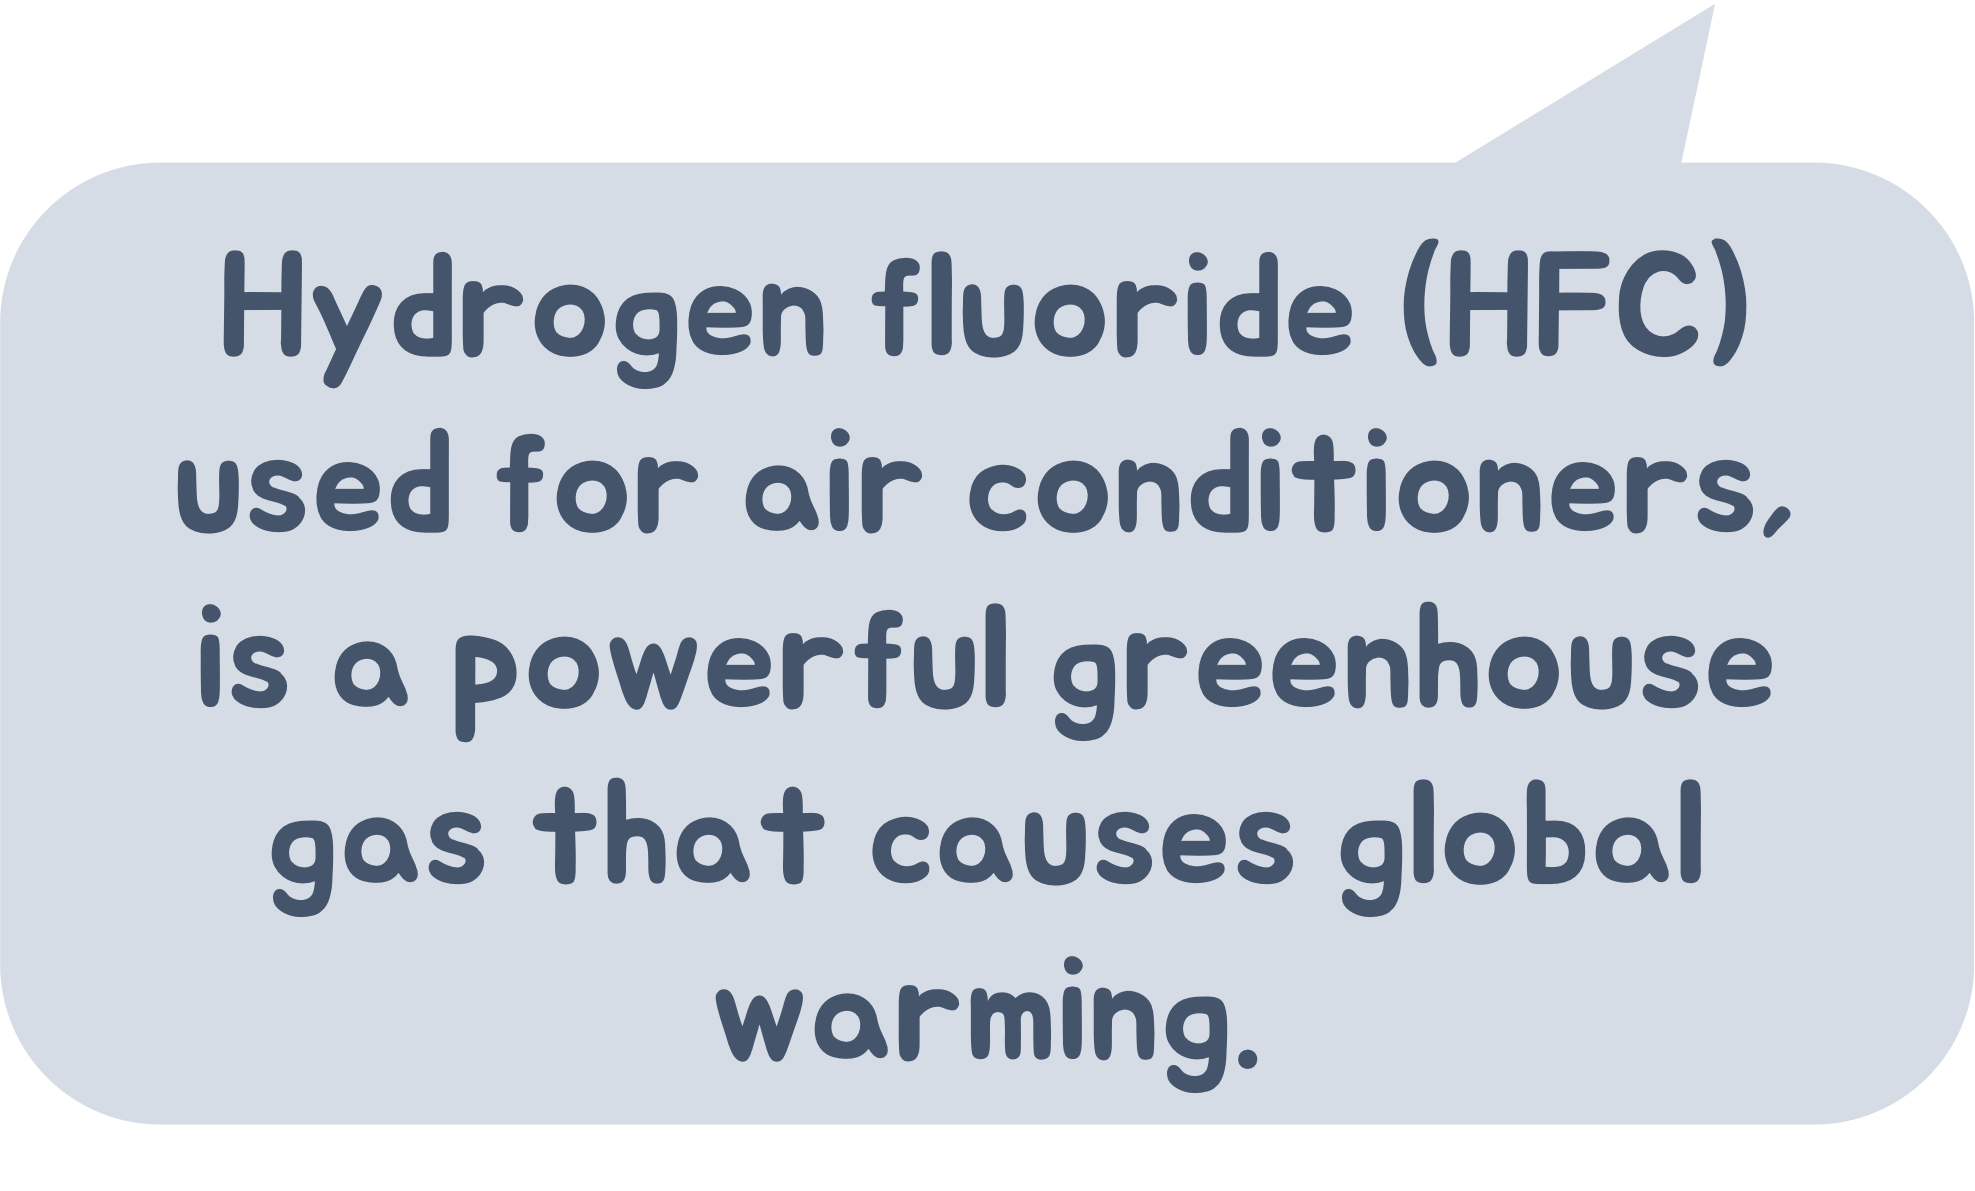 Hydrogen fluoride (HFC)
used for air conditioners,
is a powerful greenhouse
gas that causes global
warming.